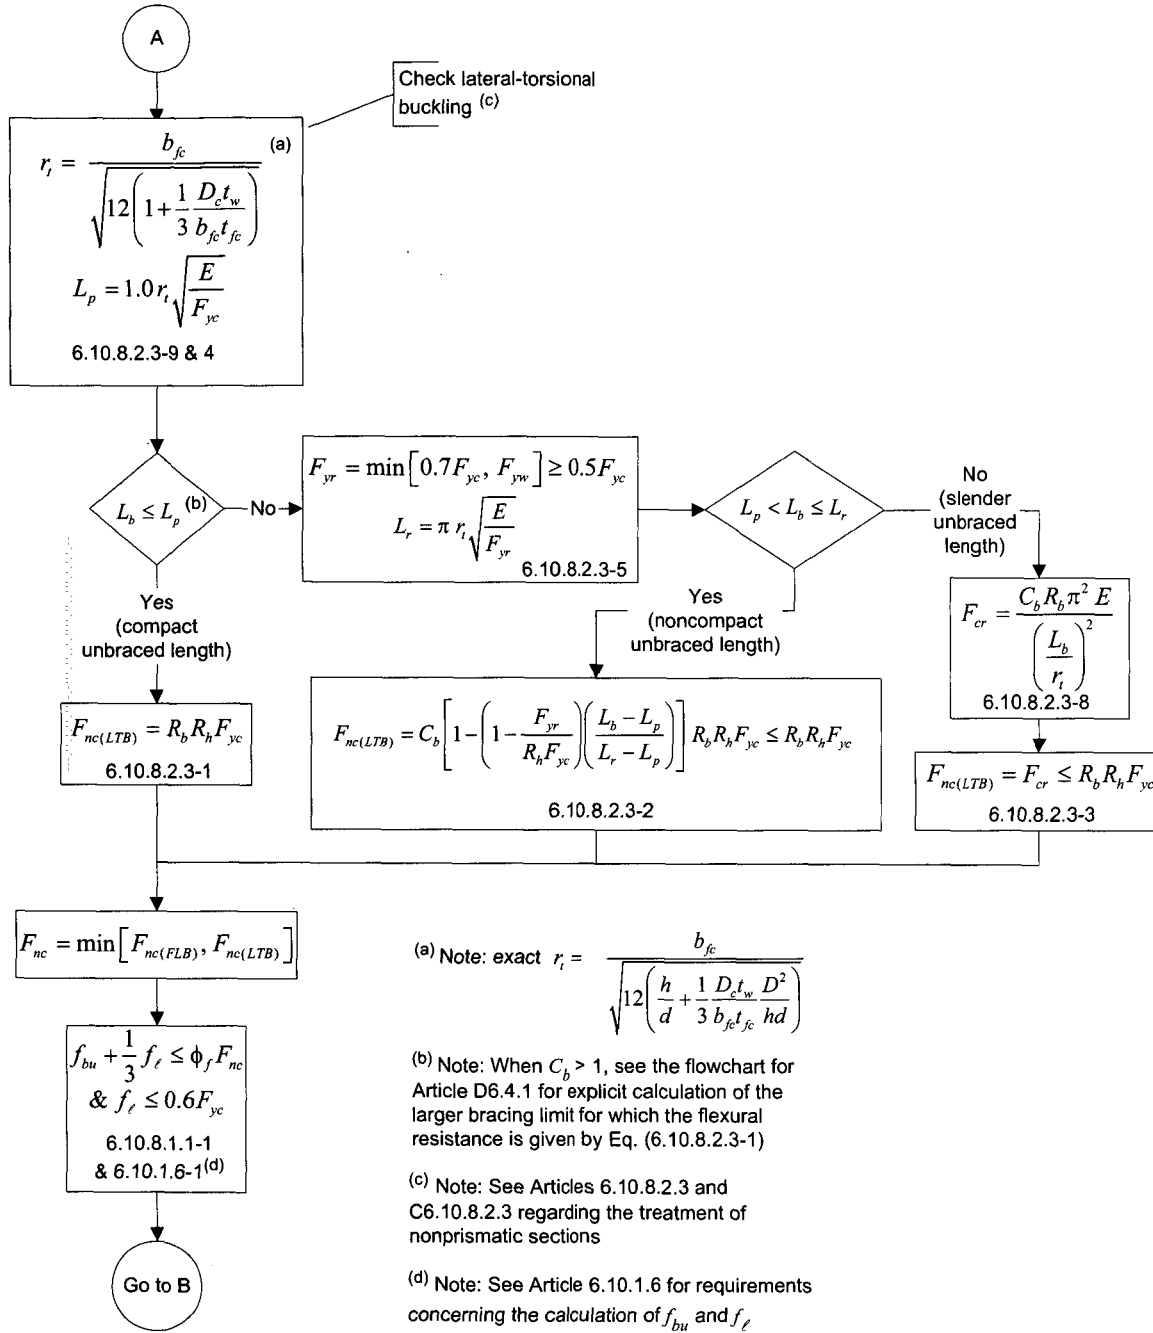 A
Check lateral-torsional
buckling (c)
r_t = b_fc / √(12(1 + 1/3 D_c t_w / b_fc t_fc)) (a)
L_p = 1.0 r_t √(E / F_yc)
6.10.8.2.3-9 & 4
L_b ≤ L_p (b)
No
F_yr = min[0.7F_yc, F_yw] ≥ 0.5F_yc
L_r = π r_t √(E / F_yr)
6.10.8.2.3-5
L_p < L_b ≤ L_r
No
(slender
unbraced
length)
Yes
(compact
unbraced length)
Yes
(noncompact
unbraced length)
F_cr = C_b R_b π² E / (L_b / r_t)²
6.10.8.2.3-8
F_nc(LTB) = R_b R_h F_yc
6.10.8.2.3-1
F_nc(LTB) = C_b [1 - (1 - F_yr / R_h F_yc)(L_b - L_p / L_r - L_p)] R_b R_h F_yc ≤ R_b R_h F_yc
6.10.8.2.3-2
F_nc(LTB) = F_cr ≤ R_b R_h F_yc
6.10.8.2.3-3
F_nc = min[F_nc(FLB), F_nc(LTB)]
f_bu + 1/3 f_ℓ ≤ ϕ_f F_nc
& f_ℓ ≤ 0.6F_yc
6.10.8.1.1-1
& 6.10.1.6-1(d)
Go to B
(a) Note: exact r_t = b_fc / √(12(h/d + 1/3 D_c t_w / b_fc t_fc D² / hd))
(b) Note: When C_b > 1, see the flowchart for
Article D6.4.1 for explicit calculation of the
larger bracing limit for which the flexural
resistance is given by Eq. (6.10.8.2.3-1)
(c) Note: See Articles 6.10.8.2.3 and
C6.10.8.2.3 regarding the treatment of
nonprismatic sections
(d) Note: See Article 6.10.1.6 for requirements
concerning the calculation of f_bu and f_ℓ